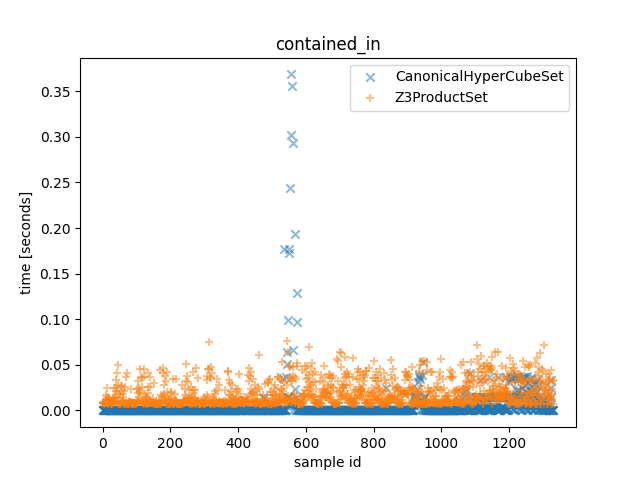 contained_in
CanonicalHyperCubeSet
Z3ProductSet
time [seconds]
0.35
0.30
0.25
0.20
0.15
0.10
0.05
0.00
0 200 400 600 800 1000 1200
sample id